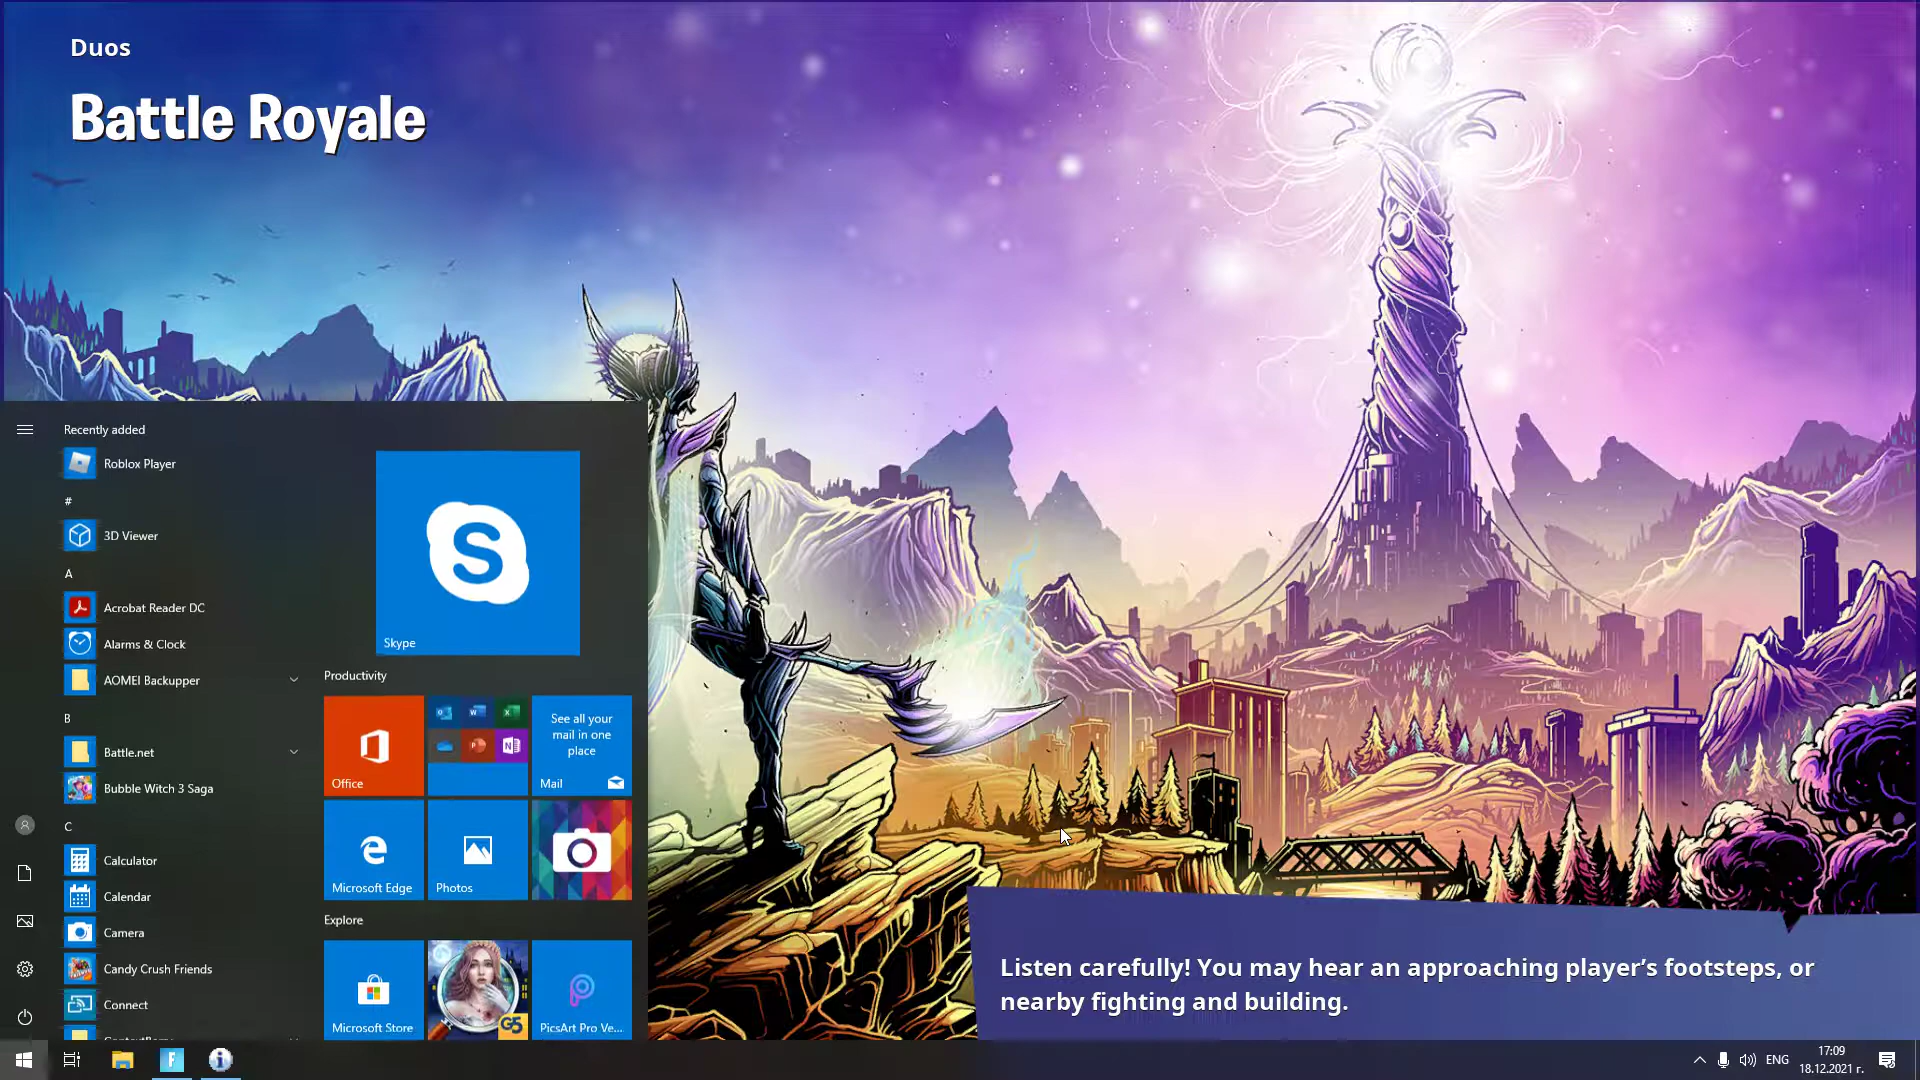 Duos
Battle Royale
Recently added
Roblox Player
#
3D Viewer
A
Acrobat Reader DC
Alarms & Clock
AOMEI Backupper
B
Battle.net
Bubble Witch 3 Saga
C
Calculator
Calendar
Camera
Candy Crush Friends
Connect
S
Skype
Productivity
Office
See all your
mail in one
place
Mail
Microsoft Edge
Photos
Explore
Microsoft Store
G5
PicsArt Pro Ve...
Listen carefully! You may hear an approaching player’s footsteps, or
nearby fighting and building.
F
ENG
17:09
18.12.2021 г.